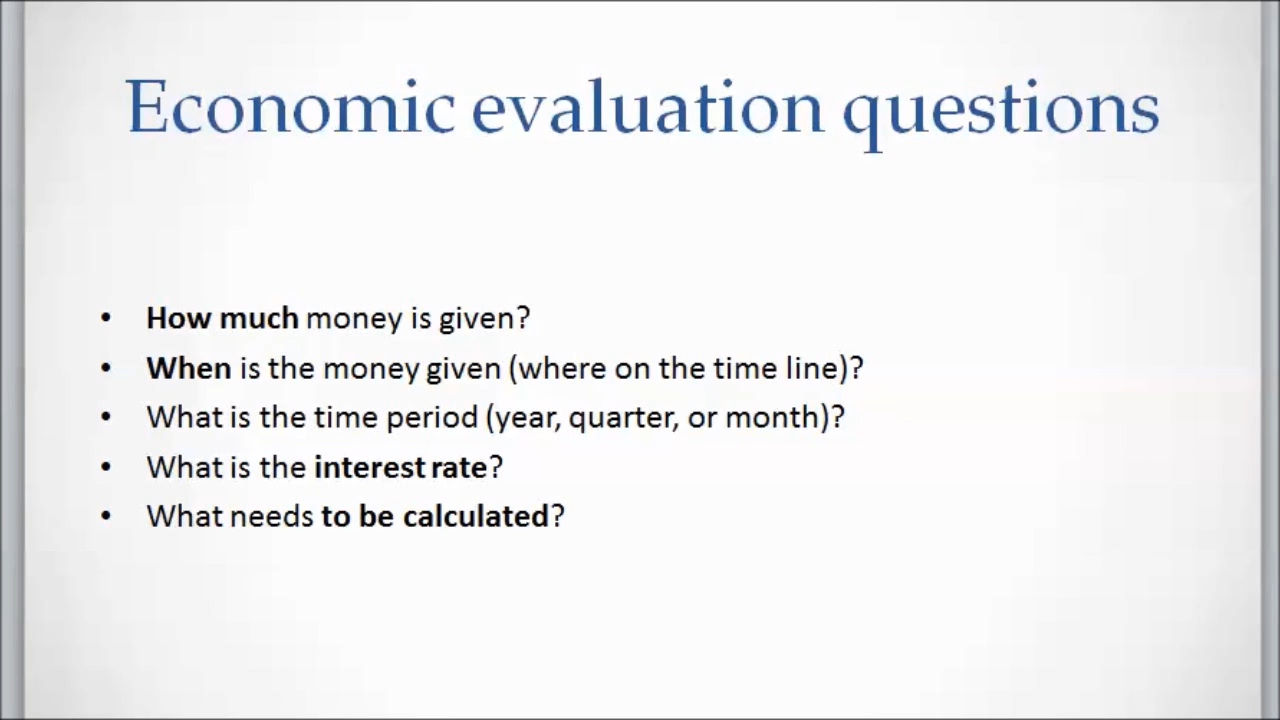 Economic evaluation questions
• How much money is given?
• When is the money given (where on the time line)?
• What is the time period (year, quarter, or month)?
• What is the interest rate?
• What needs to be calculated?